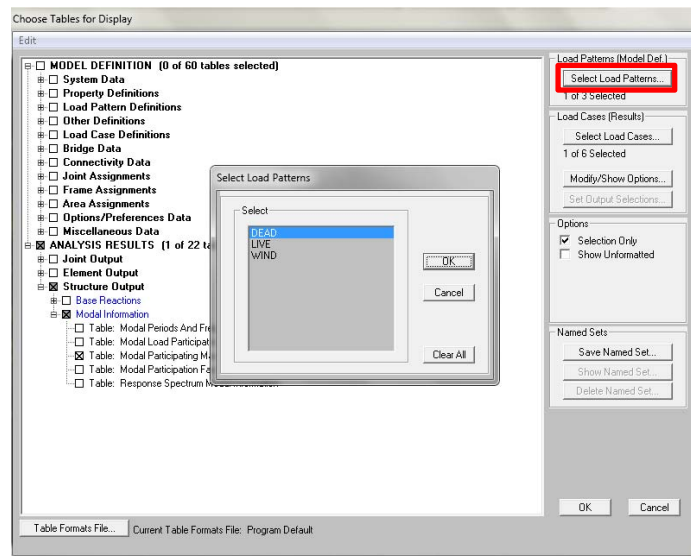 Choose Tables for Display
Edit
MODEL DEFINITION (0 of 60 tables selected)
System Data
Property Definitions
Load Pattern Definitions
Other Definitions
Load Case Definitions
Bridge Data
Connectivity Data
Joint Assignments
Frame Assignments
Area Assignments
Options/Preferences Data
Miscellaneous Data
ANALYSIS RESULTS (1 of 22 ta
Joint Output
Element Output
Structure Output
Base Reactions
Modal Information
Table: Modal Periods And Fre
Table: Modal Load Participat
Table: Modal Participating Ma
Table: Modal Participation Fa
Table: Response Spectrum Modal Information
Select Load Patterns
Select
DEAD
LIVE
WIND
OK
Cancel
Clear All
Load Patterns (Model Def.)
Select Load Patterns...
1 of 3 Selected
Load Cases (Results)
Select Load Cases...
1 of 6 Selected
Modify/Show Options...
Set Output Selections...
Options
Selection Only
Show Unformatted
Named Sets
Save Named Set...
Show Named Set...
Delete Named Set...
OK Cancel
Table Formats File... Current Table Formats File: Program Default